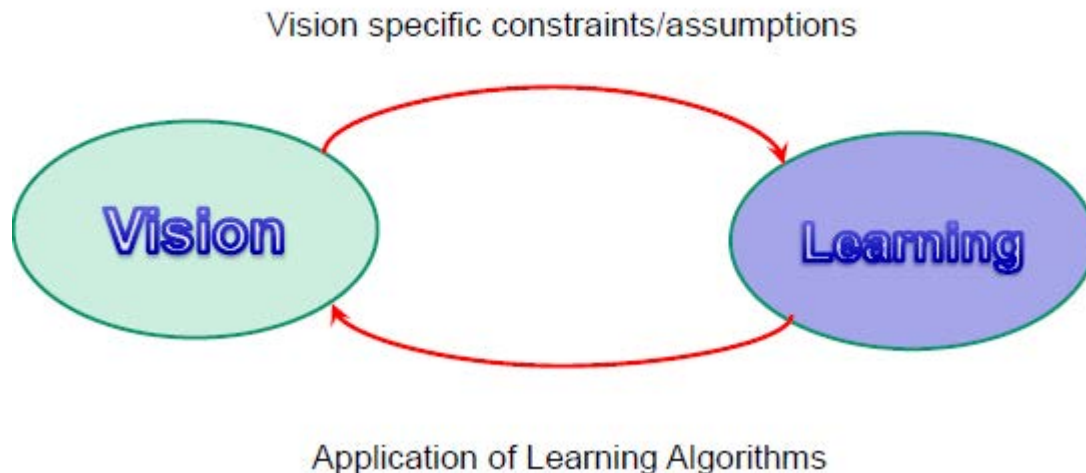 Vision specific constraints/assumptions
Vision
Learning
Application of Learning Algorithms